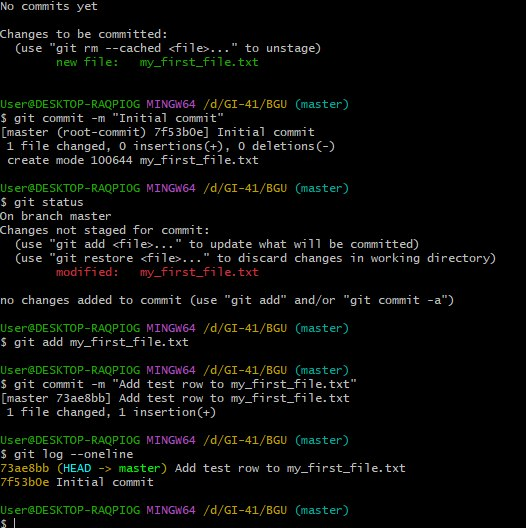 No commits yet
Changes to be committed:
  (use "git rm --cached <file>..." to unstage)
        new file:   my_first_file.txt
User@DESKTOP-RAQPIOG MINGW64 /d/GI-41/BGU (master)
$ git commit -m "Initial commit"
[master (root-commit) 7f53b0e] Initial commit
 1 file changed, 0 insertions(+), 0 deletions(-)
 create mode 100644 my_first_file.txt
User@DESKTOP-RAQPIOG MINGW64 /d/GI-41/BGU (master)
$ git status
On branch master
Changes not staged for commit:
  (use "git add <file>..." to update what will be committed)
  (use "git restore <file>..." to discard changes in working directory)
        modified:   my_first_file.txt
no changes added to commit (use "git add" and/or "git commit -a")
User@DESKTOP-RAQPIOG MINGW64 /d/GI-41/BGU (master)
$ git add my_first_file.txt
User@DESKTOP-RAQPIOG MINGW64 /d/GI-41/BGU (master)
$ git commit -m "Add test row to my_first_file.txt"
[master 73ae8bb] Add test row to my_first_file.txt
 1 file changed, 1 insertion(+)
User@DESKTOP-RAQPIOG MINGW64 /d/GI-41/BGU (master)
$ git log --oneline
73ae8bb (HEAD -> master) Add test row to my_first_file.txt
7f53b0e Initial commit
User@DESKTOP-RAQPIOG MINGW64 /d/GI-41/BGU (master)
$